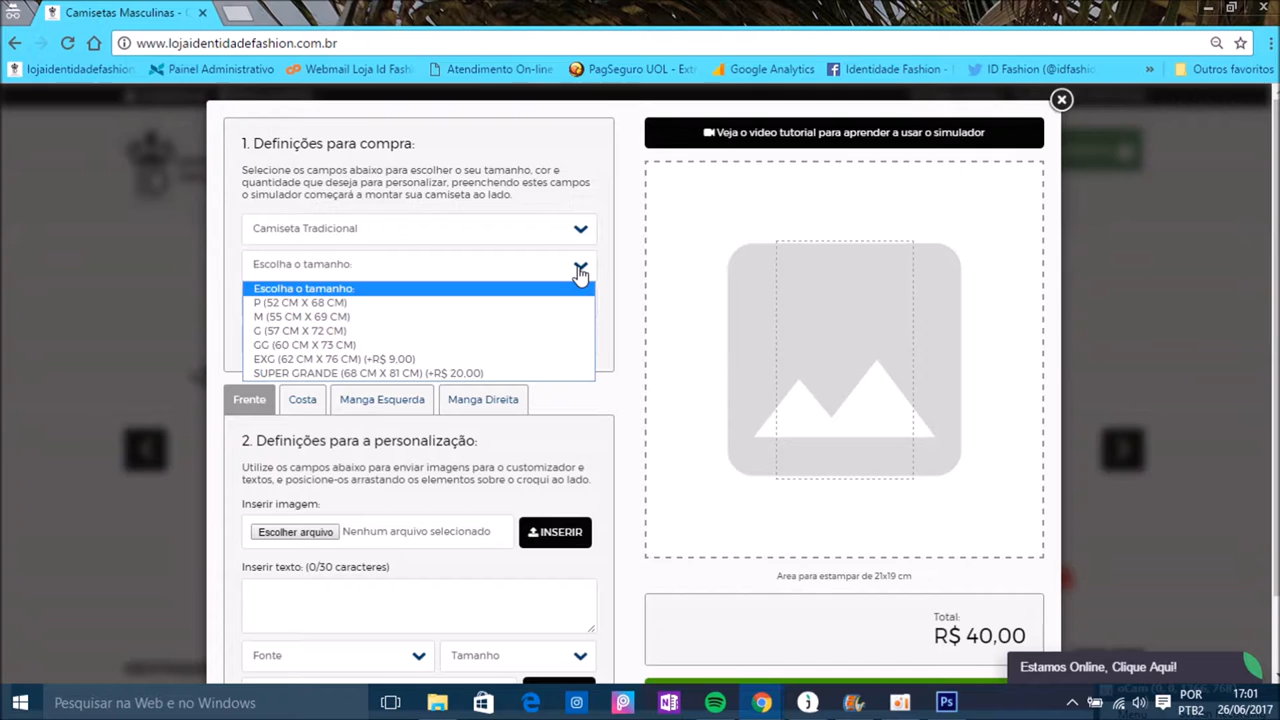 Camisetas Masculinas -
www.lojaidentidadefashion.com.br
lojaidentidadefashion
Painel Administrativo
Webmail Loja Id Fash
Atendimento On-line
PagSeguro UOL - Ext
Google Analytics
Identidade Fashion -
ID Fashion (@idfashio
»
Outros favoritos
1. Definições para compra:
Selecione os campos abaixo para escolher o seu tamanho, cor e
quantidade que deseja para personalizar, preenchendo estes campos
o simulador começará a montar sua camiseta ao lado.
Camiseta Tradicional
Escolha o tamanho:
Escolha o tamanho:
P (52 CM X 68 CM)
M (55 CM X 69 CM)
G (57 CM X 72 CM)
GG (60 CM X 73 CM)
EXG (62 CM X 76 CM) (+R$ 9,00)
SUPER GRANDE (68 CM X 81 CM) (+R$ 20,00)
Frente
Costa
Manga Esquerda
Manga Direita
2. Definições para a personalização:
Utilize os campos abaixo para enviar imagens para o customizador e
textos, e posicione-os arrastando os elementos sobre o croqui ao lado.
Inserir imagem:
Escolher arquivo
Nenhum arquivo selecionado
INSERIR
Inserir texto: (0/30 caracteres)
Fonte
Tamanho
Veja o video tutorial para aprender a usar o simulador
Area para estampar de 21x19 cm
Total:
R$ 40,00
Estamos Online, Clique Aqui!
Pesquisar na Web e no Windows
POR
PTB2
17:01
26/06/2017